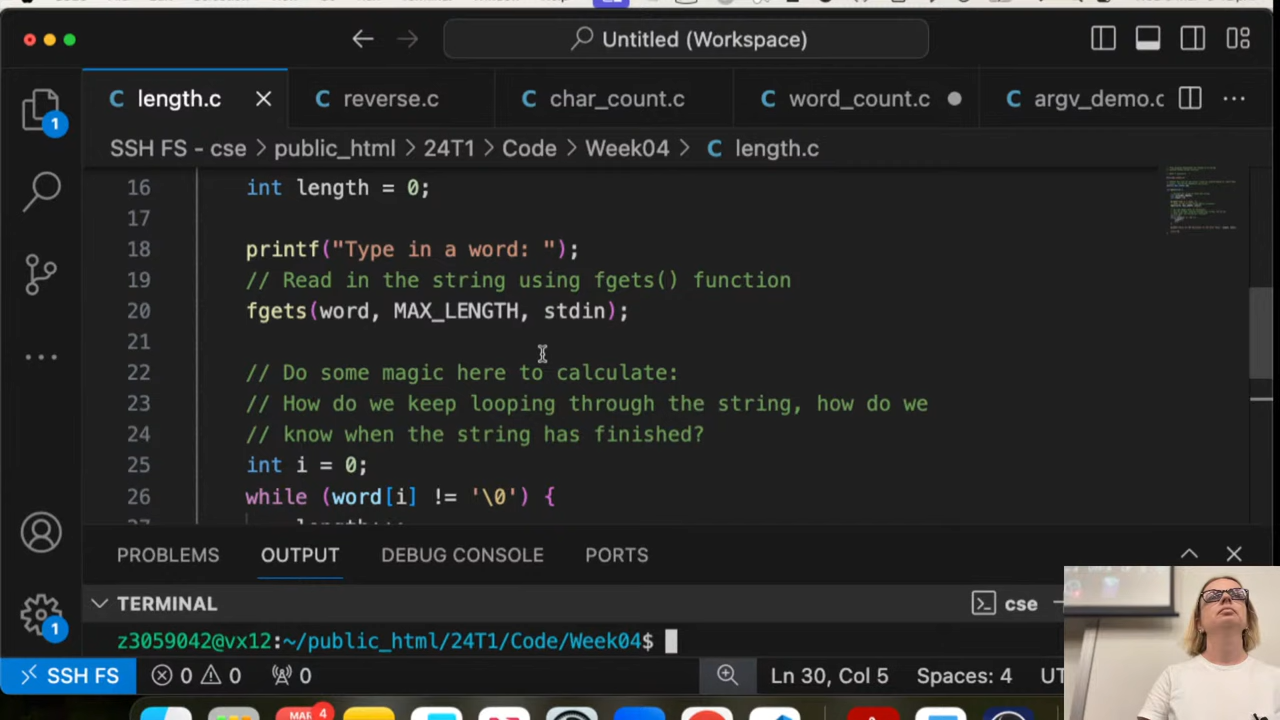 Untitled (Workspace)
length.c
reverse.c
char_count.c
word_count.c
argv_demo.c
SSH FS - cse > public_html > 24T1 > Code > Week04 > C length.c
16 int length = 0;
17
18 printf("Type in a word: ");
19 // Read in the string using fgets() function
20 fgets(word, MAX_LENGTH, stdin);
21
22 // Do some magic here to calculate:
23 // How do we keep looping through the string, how do we
24 // know when the string has finished?
25 int i = 0;
26 while (word[i] != '\0') {
PROBLEMS OUTPUT DEBUG CONSOLE PORTS
TERMINAL
cse
z3059042@vx12:~/public_html/24T1/Code/Week04$
SSH FS 0 0 0 Ln 30, Col 5 Spaces: 4
1
1
MAR 4